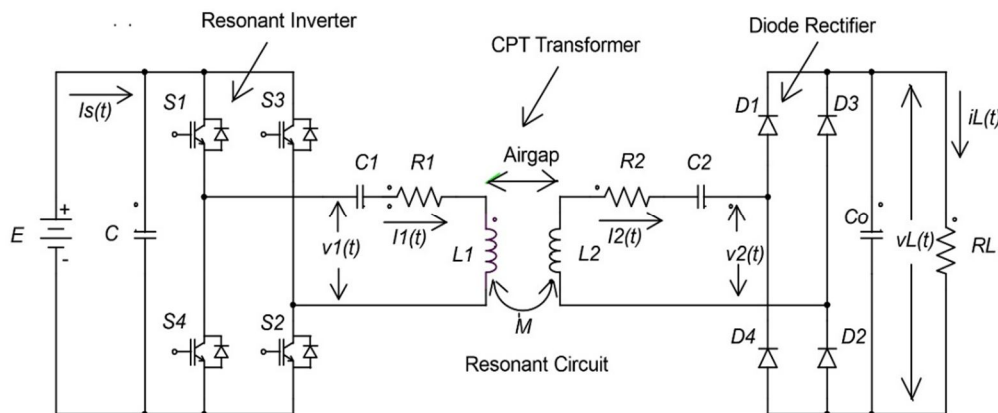 Resonant Inverter
CPT Transformer
Diode Rectifier
Is(t)
S1
S3
D1
D3
iL(t)
Airgap
C1
R1
R2
C2
E
+
-
C
I1(t)
v1(t)
L1
L2
I2(t)
v2(t)
Co
vL(t)
RL
M
S4
S2
D4
D2
Resonant Circuit